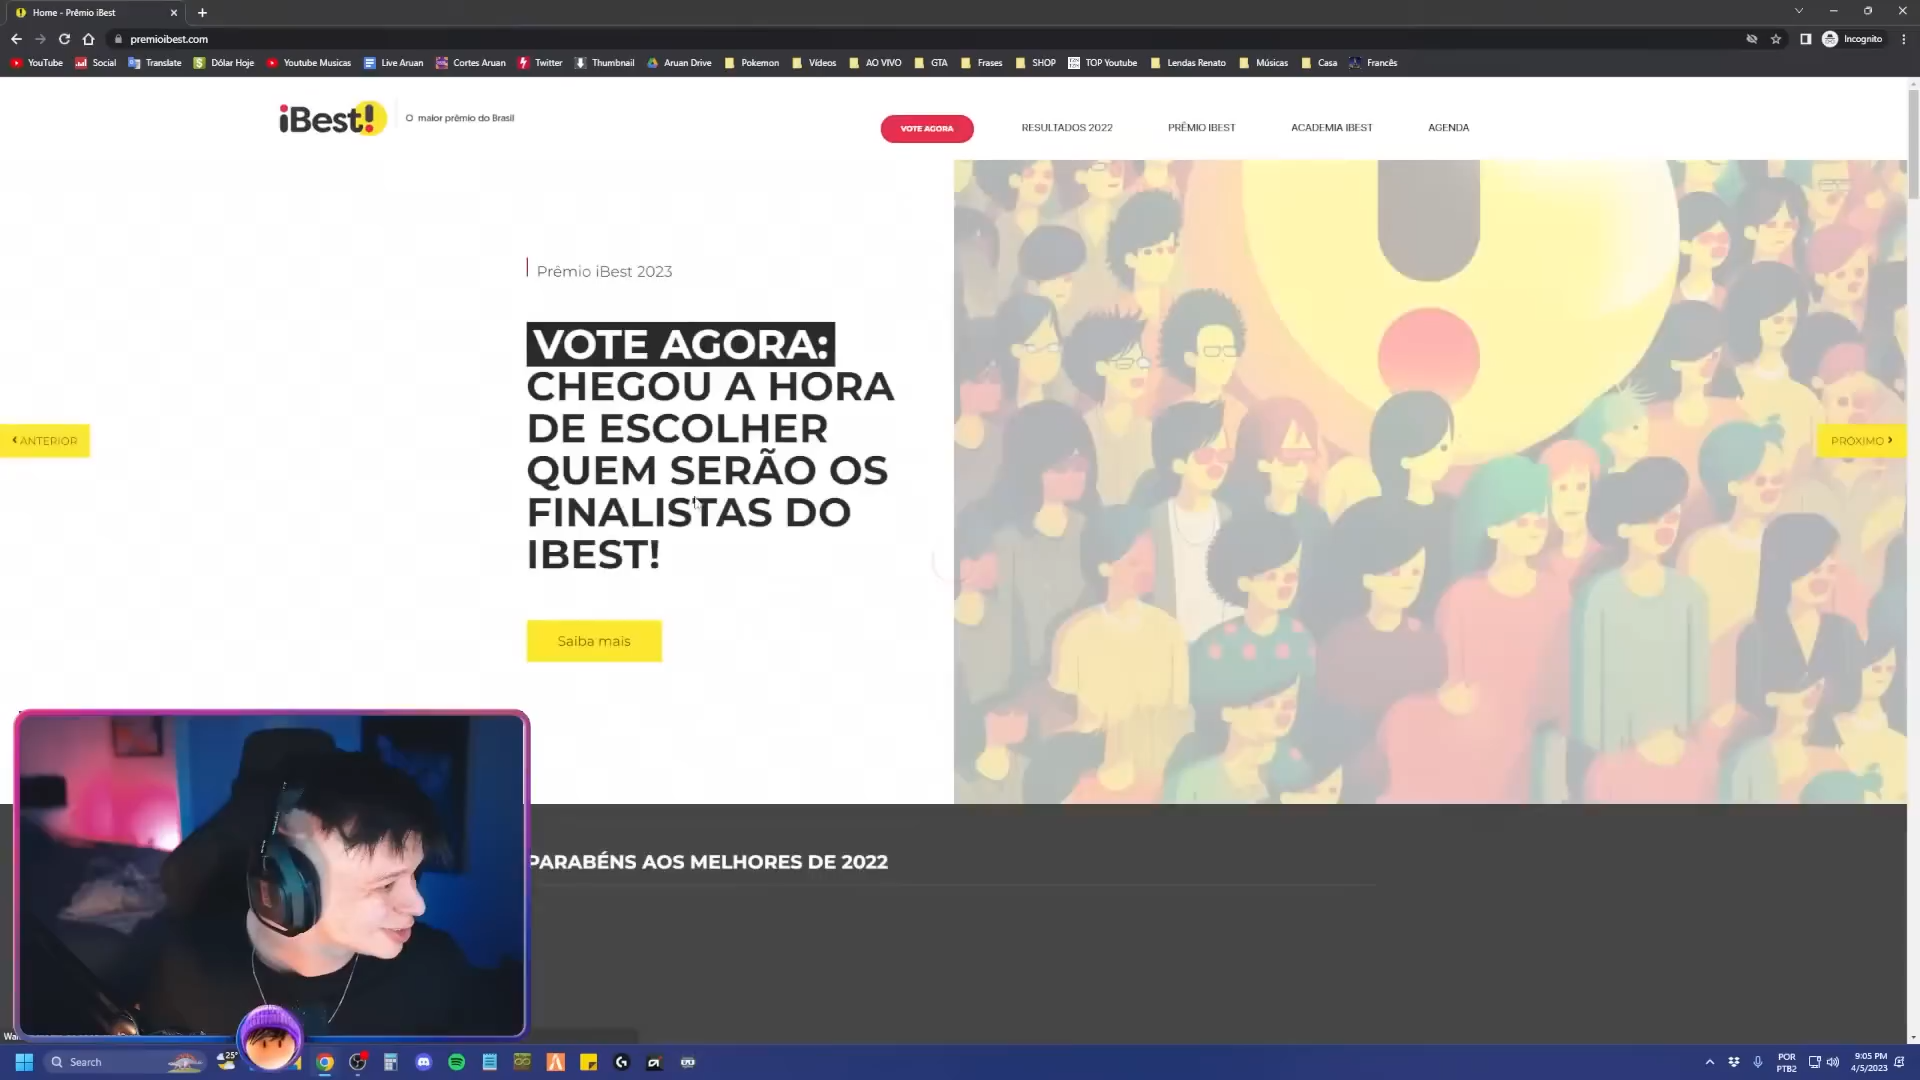 Home - Prêmio iBest
premioibest.com
Incognito
YouTube Social Translate Dólar Hoje Youtube Musicas Live Aruan Cortes Aruan Twitter Thumbnail Aruan Drive Pokemon Vídeos AO VIVO GTA Frases SHOP TOP Youtube Lendas Renato Músicas Casa Francês
iBest!
O maior prêmio do Brasil
VOTE AGORA
RESULTADOS 2022
PRÊMIO IBEST
ACADEMIA IBEST
AGENDA
Prêmio iBest 2023
VOTE AGORA:
CHEGOU A HORA
DE ESCOLHER
QUEM SERÃO OS
FINALISTAS DO
IBEST!
ANTERIOR
PRÓXIMO
Saiba mais
PARABÉNS AOS MELHORES DE 2022
Search
25°
POR
PTB2
9:05 PM
4/5/2023